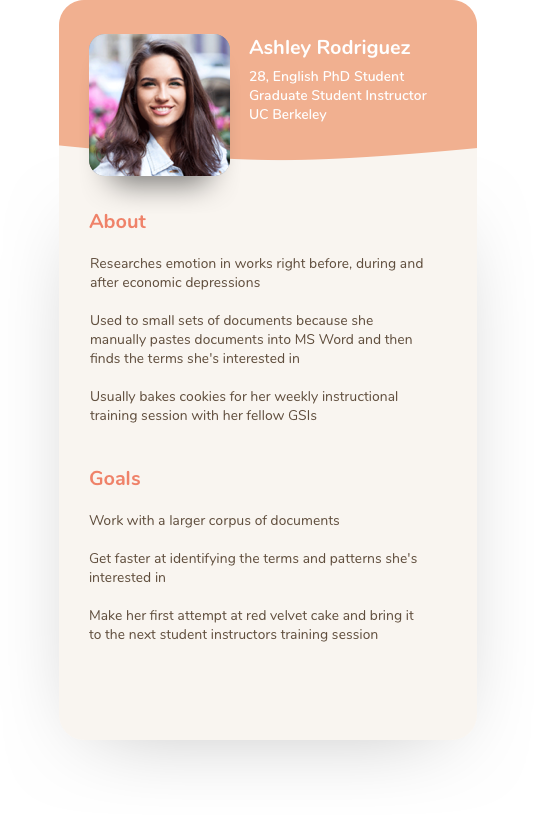 Ashley Rodriguez
28, English PhD Student
Graduate Student Instructor
UC Berkeley
About
Researches emotion in works right before, during and
after economic depressions
Used to small sets of documents because she
manually pastes documents into MS Word and then
finds the terms she's interested in
Usually bakes cookies for her weekly instructional
training session with her fellow GSIs
Goals
Work with a larger corpus of documents
Get faster at identifying the terms and patterns she's
interested in
Make her first attempt at red velvet cake and bring it
to the next student instructors training session